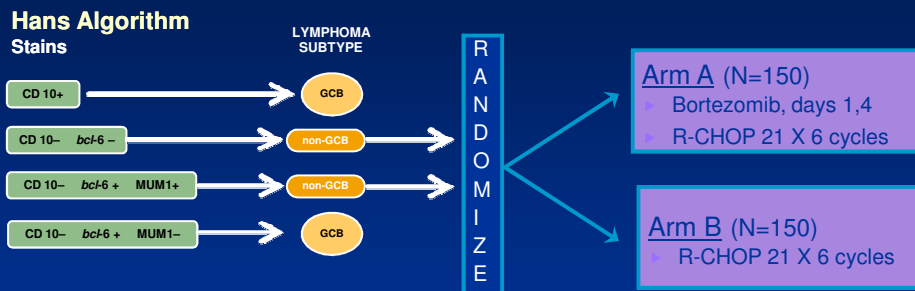 Hans Algorithm
Stains
LYMPHOMA
SUBTYPE
CD 10+
GCB
CD 10– bcl-6 –
non-GCB
CD 10– bcl-6 + MUM1+
non-GCB
CD 10– bcl-6 + MUM1–
GCB
R
A
N
D
O
M
I
Z
E
Arm A (N=150)
Bortezomib, days 1,4
R-CHOP 21 X 6 cycles
Arm B (N=150)
R-CHOP 21 X 6 cycles